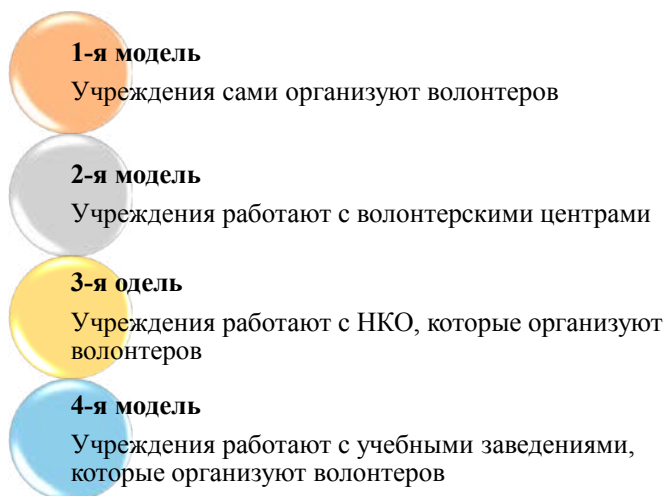 1-я модель
Учреждения сами организуют волонтеров
2-я модель
Учреждения работают с волонтерскими центрами
3-я одель
Учреждения работают с НКО, которые организуют
волонтеров
4-я модель
Учреждения работают с учебными заведениями,
которые организуют волонтеров